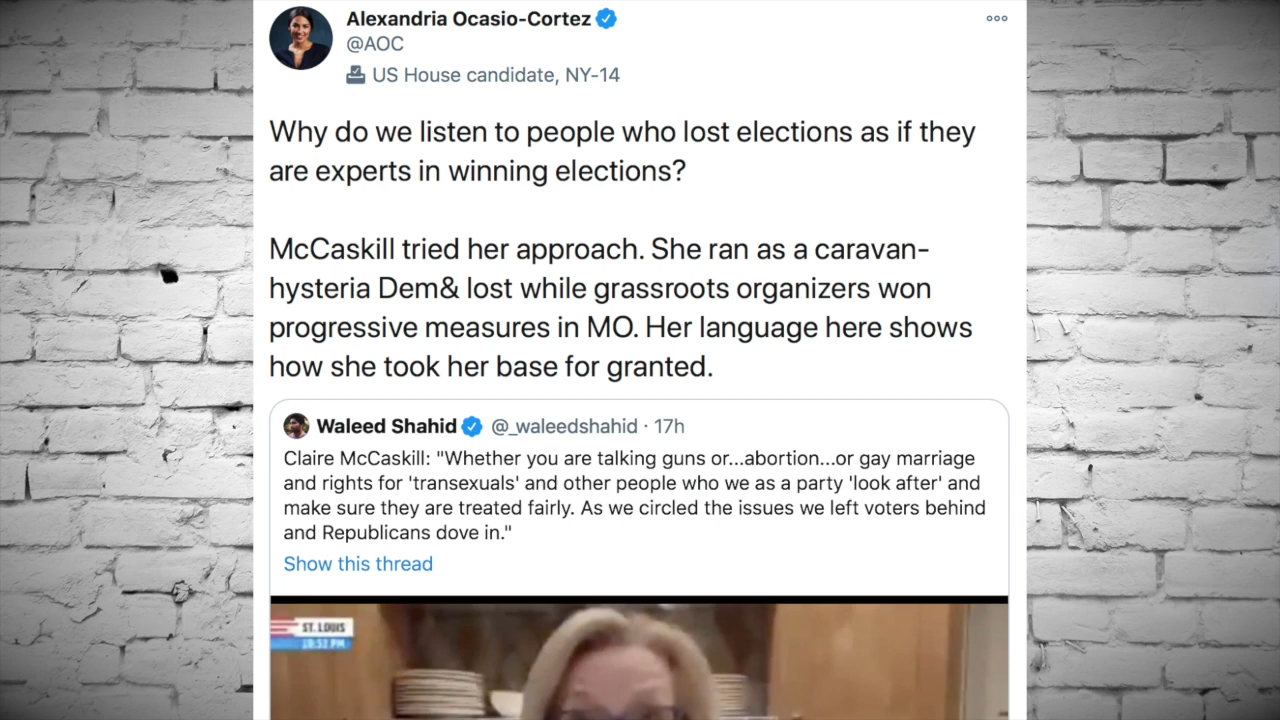 Alexandria Ocasio-Cortez
@AOC
US House candidate, NY-14
Why do we listen to people who lost elections as if they
are experts in winning elections?
McCaskill tried her approach. She ran as a caravan-
hysteria Dem& lost while grassroots organizers won
progressive measures in MO. Her language here shows
how she took her base for granted.
Waleed Shahid @_waleedshahid · 17h
Claire McCaskill: "Whether you are talking guns or...abortion...or gay marriage
and rights for 'transexuals' and other people who we as a party 'look after' and
make sure they are treated fairly. As we circled the issues we left voters behind
and Republicans dove in."
Show this thread
ST. LOUIS